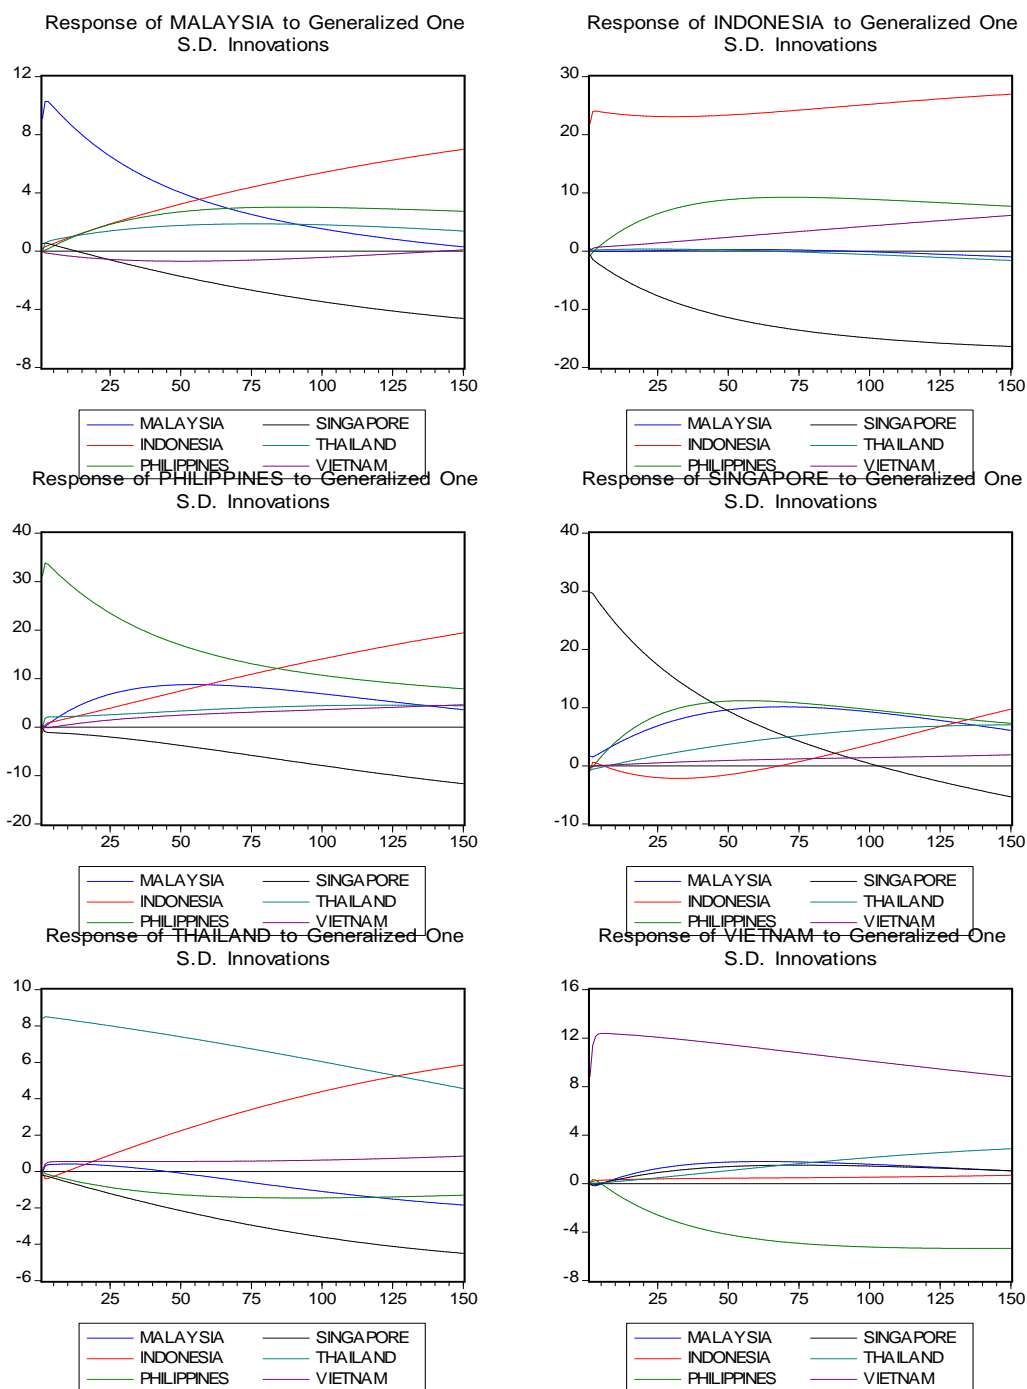 Response of MALAYSIA to Generalized One
S.D. Innovations
12
8
4
0
-4
-8
25 50 75 100 125 150
MALAYSIA SINGAPORE
INDONESIA THAILAND
PHILIPPINES VIETNAM
Response of INDONESIA to Generalized One
S.D. Innovations
30
20
10
0
-10
-20
25 50 75 100 125 150
MALAYSIA SINGAPORE
INDONESIA THAILAND
PHILIPPINES VIETNAM
Response of PHILIPPINES to Generalized One
S.D. Innovations
40
30
20
10
0
-10
-20
25 50 75 100 125 150
MALAYSIA SINGAPORE
INDONESIA THAILAND
PHILIPPINES VIETNAM
Response of SINGAPORE to Generalized One
S.D. Innovations
40
30
20
10
0
-10
25 50 75 100 125 150
MALAYSIA SINGAPORE
INDONESIA THAILAND
PHILIPPINES VIETNAM
Response of THAILAND to Generalized One
S.D. Innovations
10
8
6
4
2
0
-2
-4
-6
25 50 75 100 125 150
MALAYSIA SINGAPORE
INDONESIA THAILAND
PHILIPPINES VIETNAM
Response of VIETNAM to Generalized One
S.D. Innovations
16
12
8
4
0
-4
-8
25 50 75 100 125 150
MALAYSIA SINGAPORE
INDONESIA THAILAND
PHILIPPINES VIETNAM